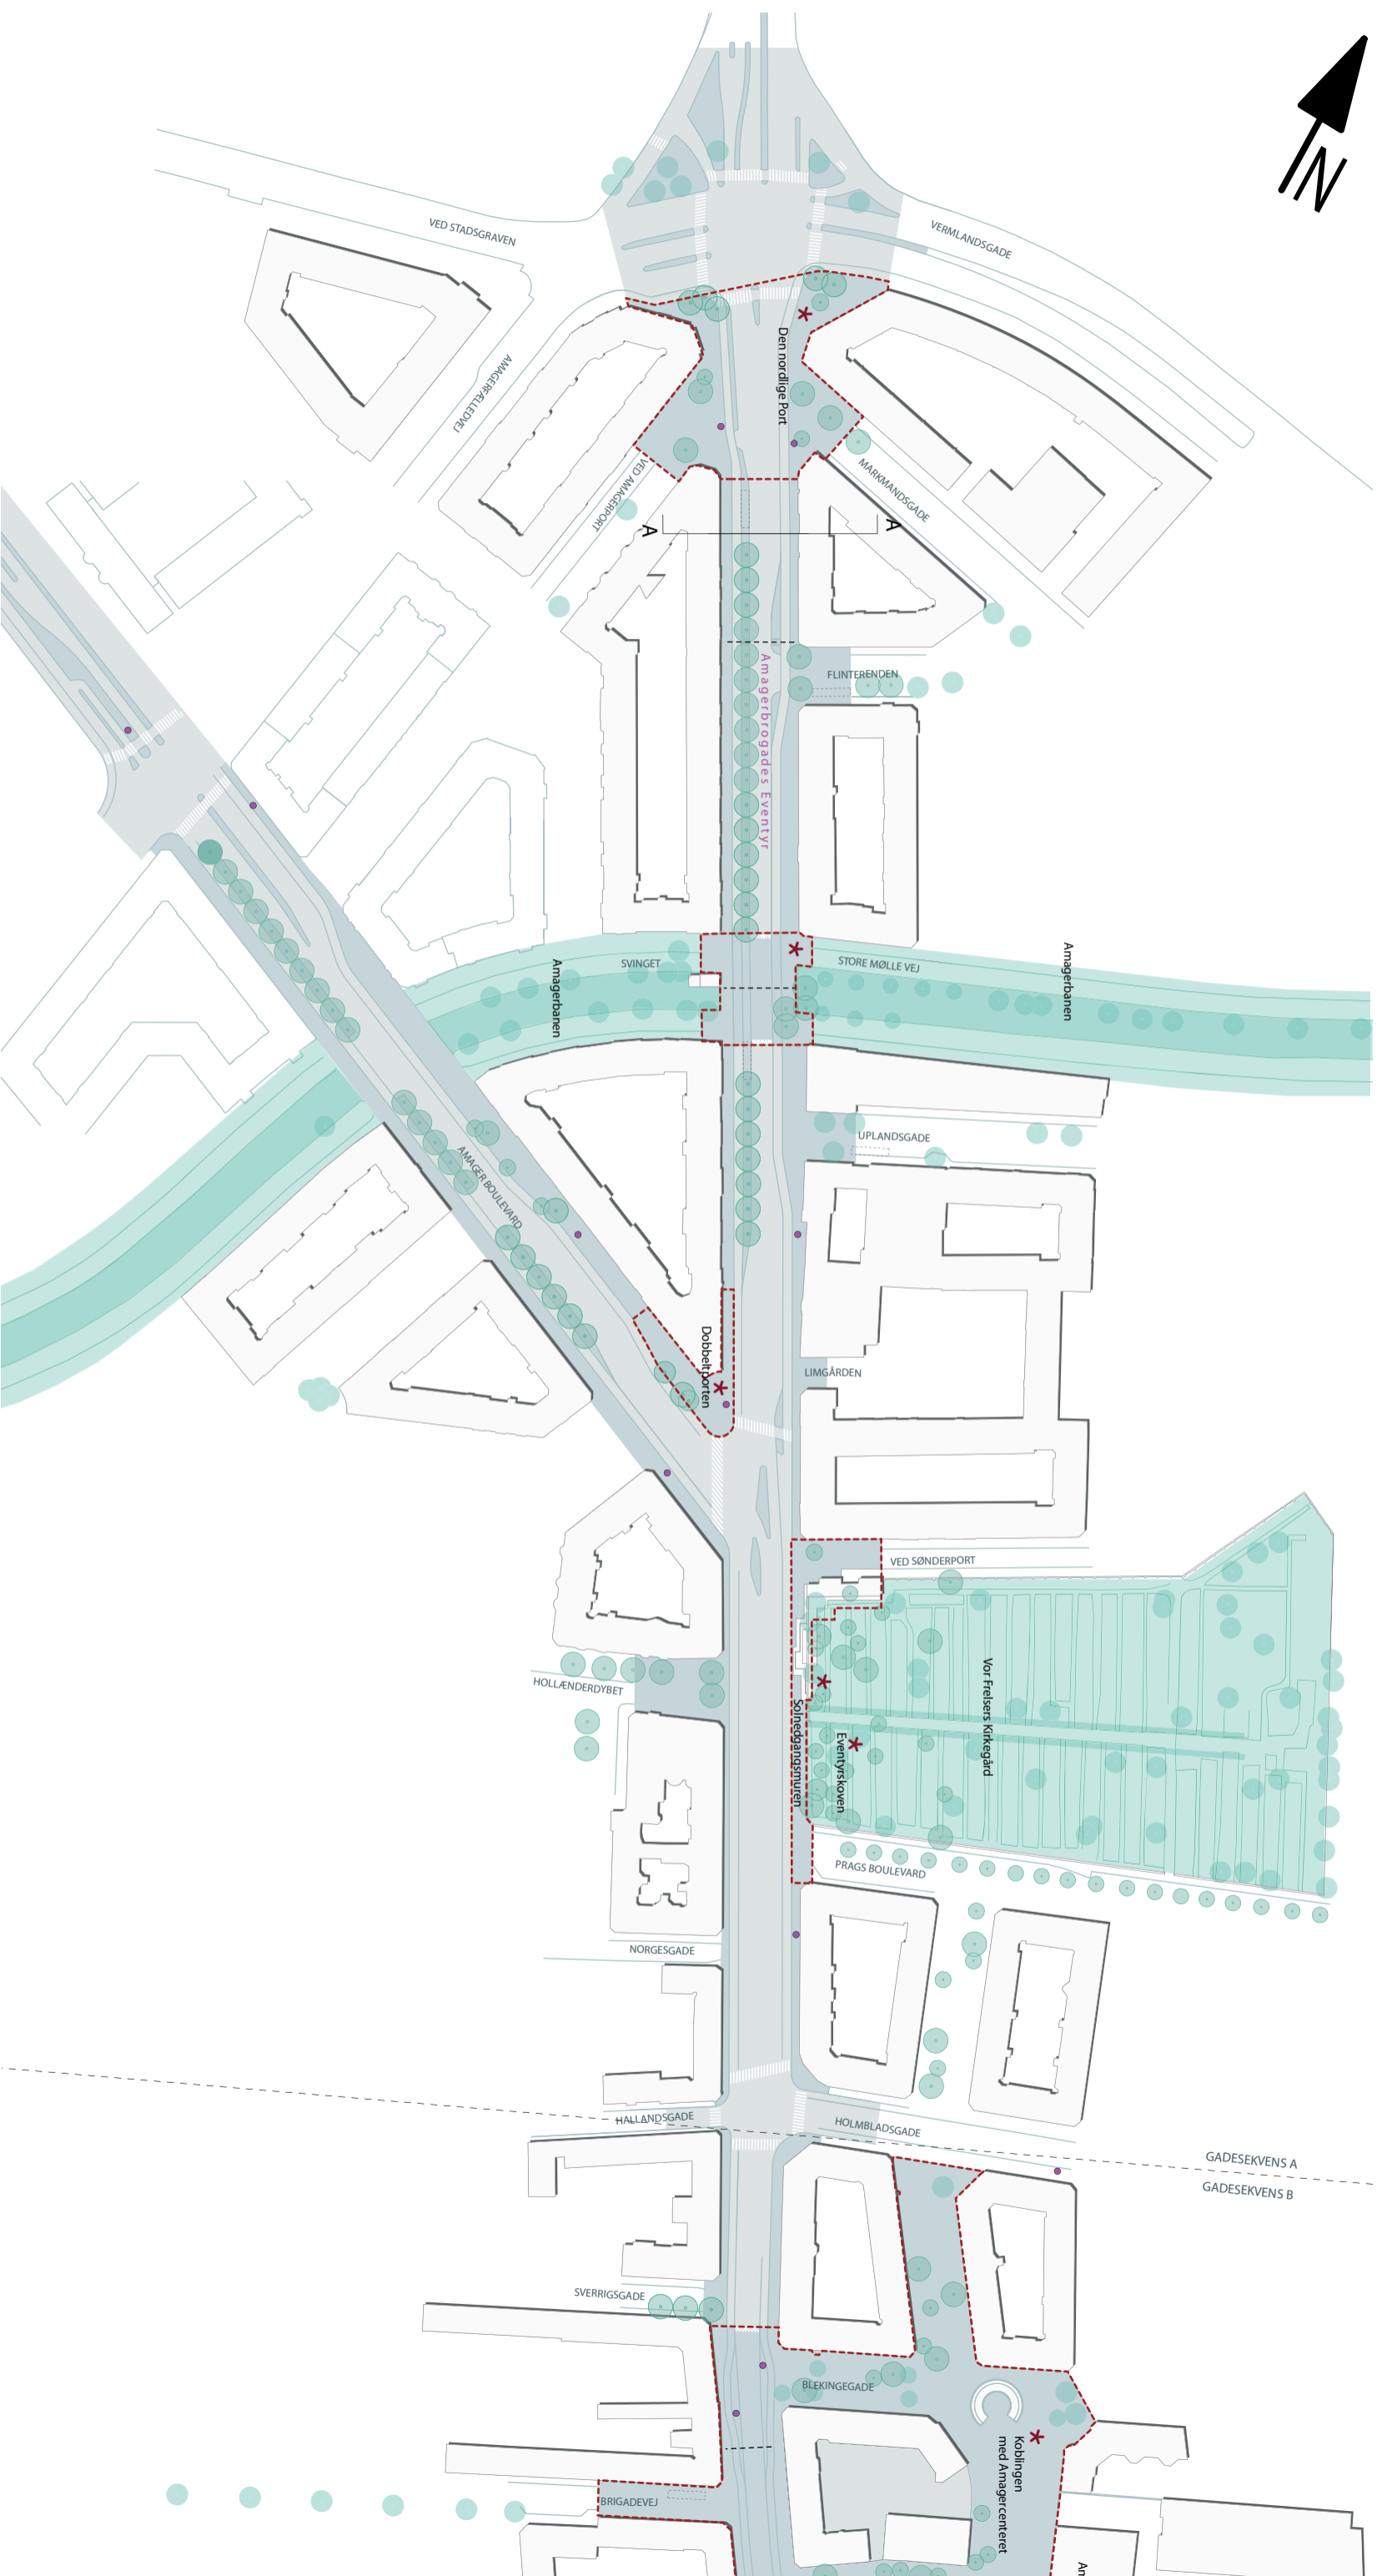 N
VED STADSGRAVEN
VERMLANDSGADE
AMAGERFÆLLEDVEJ
Den nordlige Port
VED AMAGERPORT
MARKMANDSGADE
A
A
Amagerbrogades Eventyr
FLINTERENDEN
SVINGET
STORE MØLLE VEJ
Amagerbanen
Amagerbanen
UPLANDSGADE
AMAGER BOULEVARD
Dobbeltporten
LIMGÅRDEN
VED SØNDERPORT
HOLLÆNDERDYBET
Vor Frelsers Kirkegård
Solnedgangsmuren
Eventyrskoven
PRAGS BOULEVARD
NORGESGADE
HALLANDSGADE
HOLMBLADSGADE
GADESEKVENS A
GADESEKVENS B
SVERRIGSGADE
BLEKINGEGADE
Koblingen
med Amagercenteret
BRIGADEVEJ